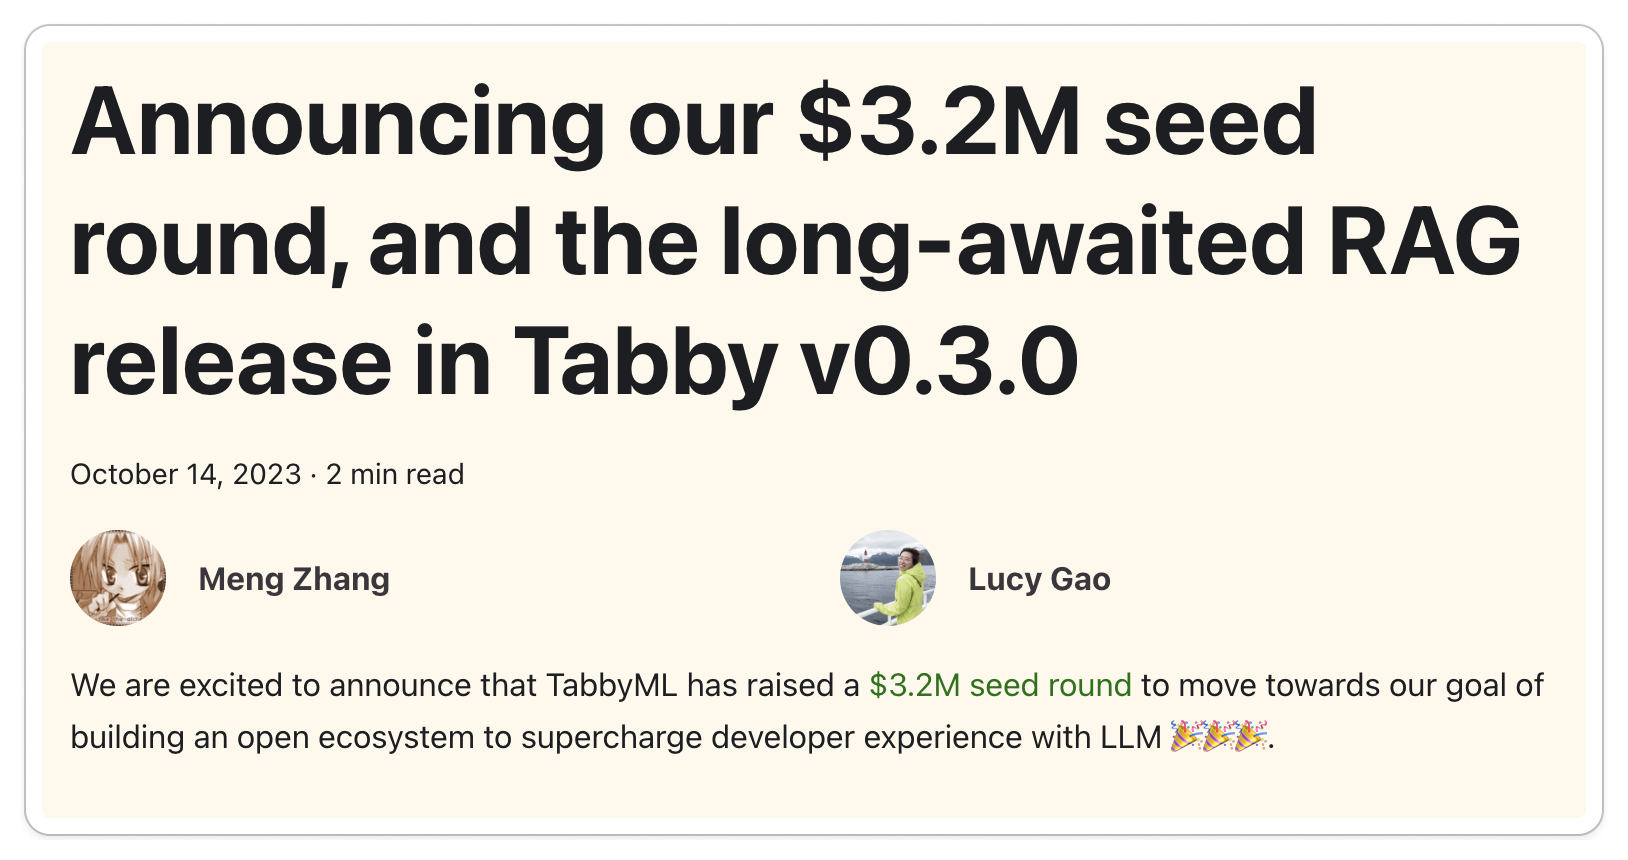 Announcing our $3.2M seed
round, and the long-awaited RAG
release in Tabby v0.3.0
October 14, 2023 · 2 min read
Meng Zhang
Lucy Gao
We are excited to announce that TabbyML has raised a $3.2M seed round to move towards our goal of
building an open ecosystem to supercharge developer experience with LLM 🎉🎉🎉.